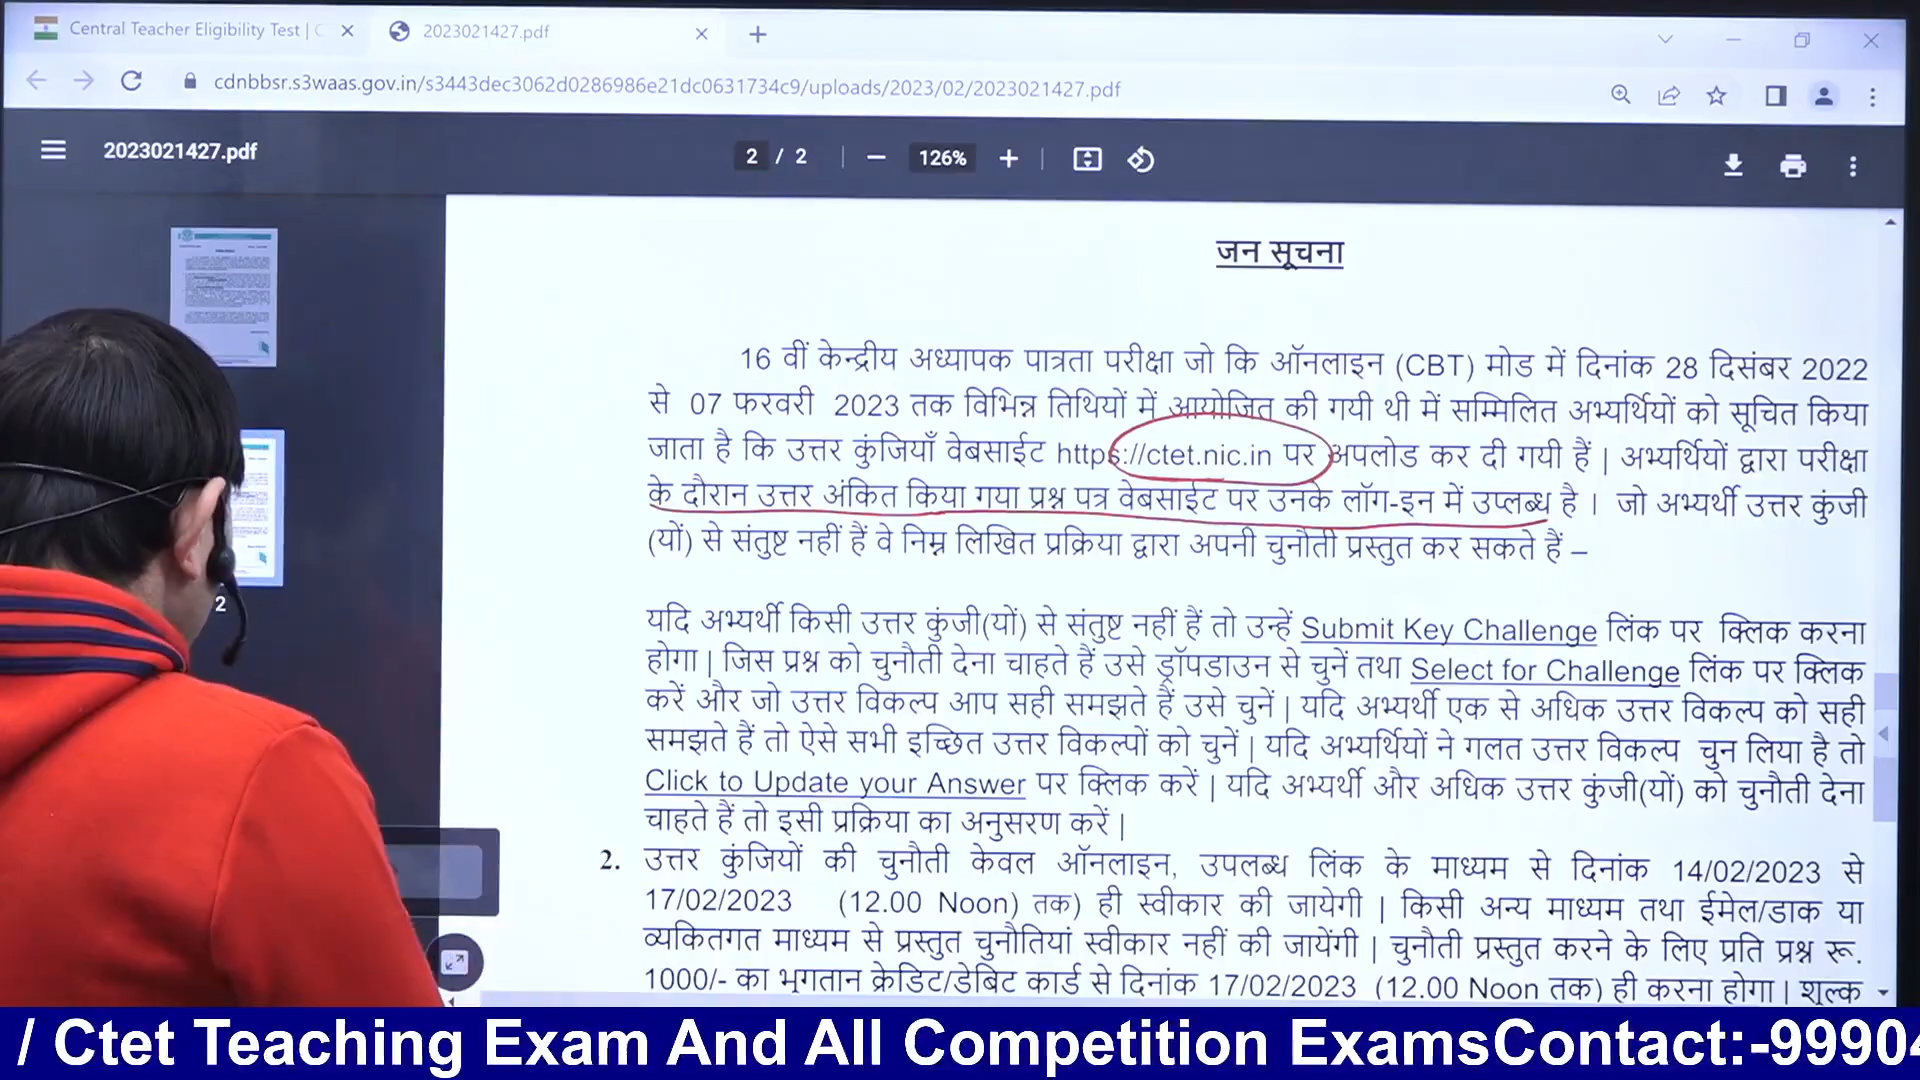 Central Teacher Eligibility Test | C
2023021427.pdf
cdnbbsr.s3waas.gov.in/s3443dec3062d0286986e21dc0631734c9/uploads/2023/02/2023021427.pdf
2023021427.pdf
2 / 2
126%
2
जन सूचना
16 वीं केन्द्रीय अध्यापक पात्रता परीक्षा जो कि ऑनलाइन (CBT) मोड में दिनांक 28 दिसंबर 2022
से 07 फरवरी 2023 तक विभिन्न तिथियों में आयोजित की गयी थी में सम्मिलित अभ्यर्थियों को सूचित किया
जाता है कि उत्तर कुंजियाँ वेबसाईट https://ctet.nic.in पर अपलोड कर दी गयी हैं | अभ्यर्थियों द्वारा परीक्षा
के दौरान उत्तर अंकित किया गया प्रश्न पत्र वेबसाईट पर उनके लॉग-इन में उप्लब्ध है । जो अभ्यर्थी उत्तर कुंजी
(यों) से संतुष्ट नहीं हैं वे निम्न लिखित प्रक्रिया द्वारा अपनी चुनौती प्रस्तुत कर सकते हैं –
यदि अभ्यर्थी किसी उत्तर कुंजी(यों) से संतुष्ट नहीं हैं तो उन्हें Submit Key Challenge लिंक पर क्लिक करना
होगा | जिस प्रश्न को चुनौती देना चाहते हैं उसे ड्रॉपडाउन से चुनें तथा Select for Challenge लिंक पर क्लिक
करें और जो उत्तर विकल्प आप सही समझते हैं उसे चुनें | यदि अभ्यर्थी एक से अधिक उत्तर विकल्प को सही
समझते हैं तो ऐसे सभी इच्छित उत्तर विकल्पों को चुनें | यदि अभ्यर्थियों ने गलत उत्तर विकल्प चुन लिया है तो
Click to Update your Answer पर क्लिक करें | यदि अभ्यर्थी और अधिक उत्तर कुंजी(यों) को चुनौती देना
चाहते हैं तो इसी प्रक्रिया का अनुसरण करें |
2. उत्तर कुंजियों की चुनौती केवल ऑनलाइन, उपलब्ध लिंक के माध्यम से दिनांक 14/02/2023 से
17/02/2023 (12.00 Noon) तक) ही स्वीकार की जायेगी | किसी अन्य माध्यम तथा ईमेल/डाक या
व्यकितगत माध्यम से प्रस्तुत चुनौतियां स्वीकार नहीं की जायेंगी | चुनौती प्रस्तुत करने के लिए प्रति प्रश्न रू.
1000/- का भुगतान क्रेडिट/डेबिट कार्ड से दिनांक 17/02/2023 (12.00 Noon तक) ही करना होगा | शुल्क
/ Ctet Teaching Exam And All Competition ExamsContact:-99904